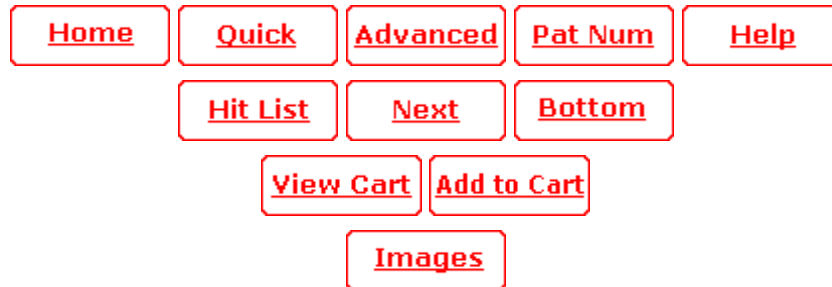 Home Quick Advanced Pat Num Help
Hit List Next Bottom
View Cart Add to Cart
Images